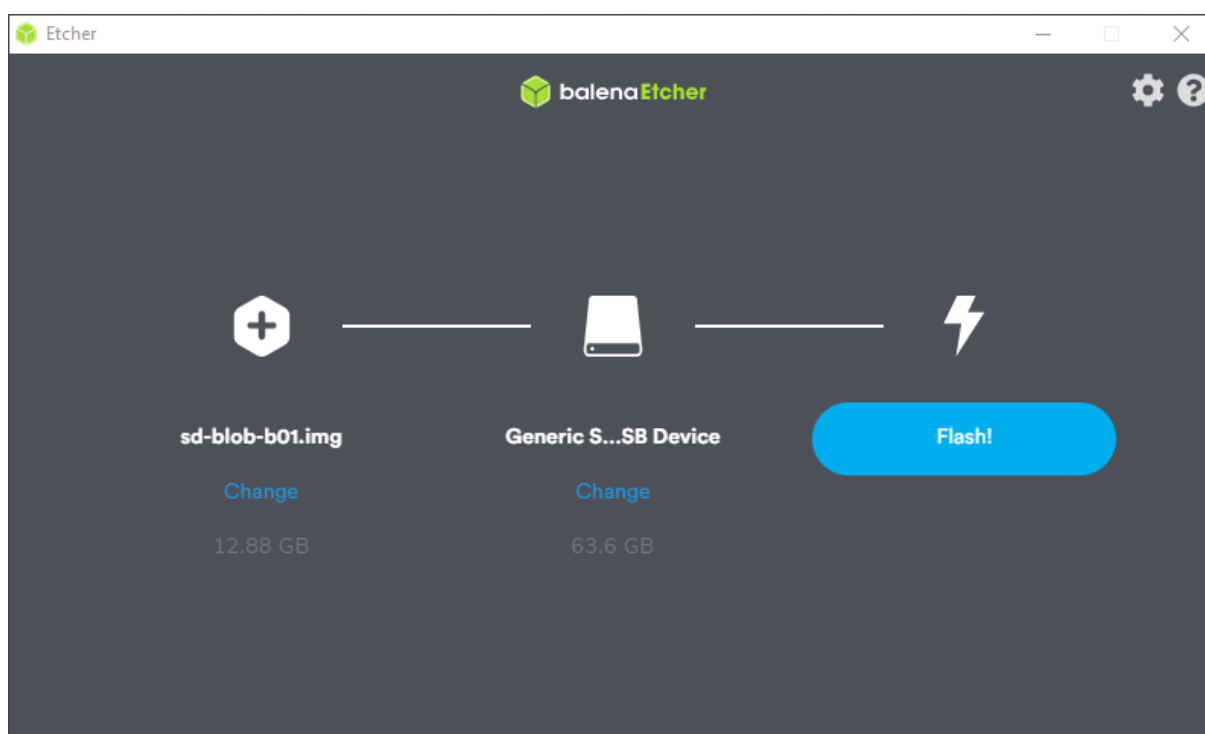 Etcher
balenaEtcher
sd-blob-b01.img
Generic S...SB Device
Flash!
Change
Change
12.88 GB
63.6 GB